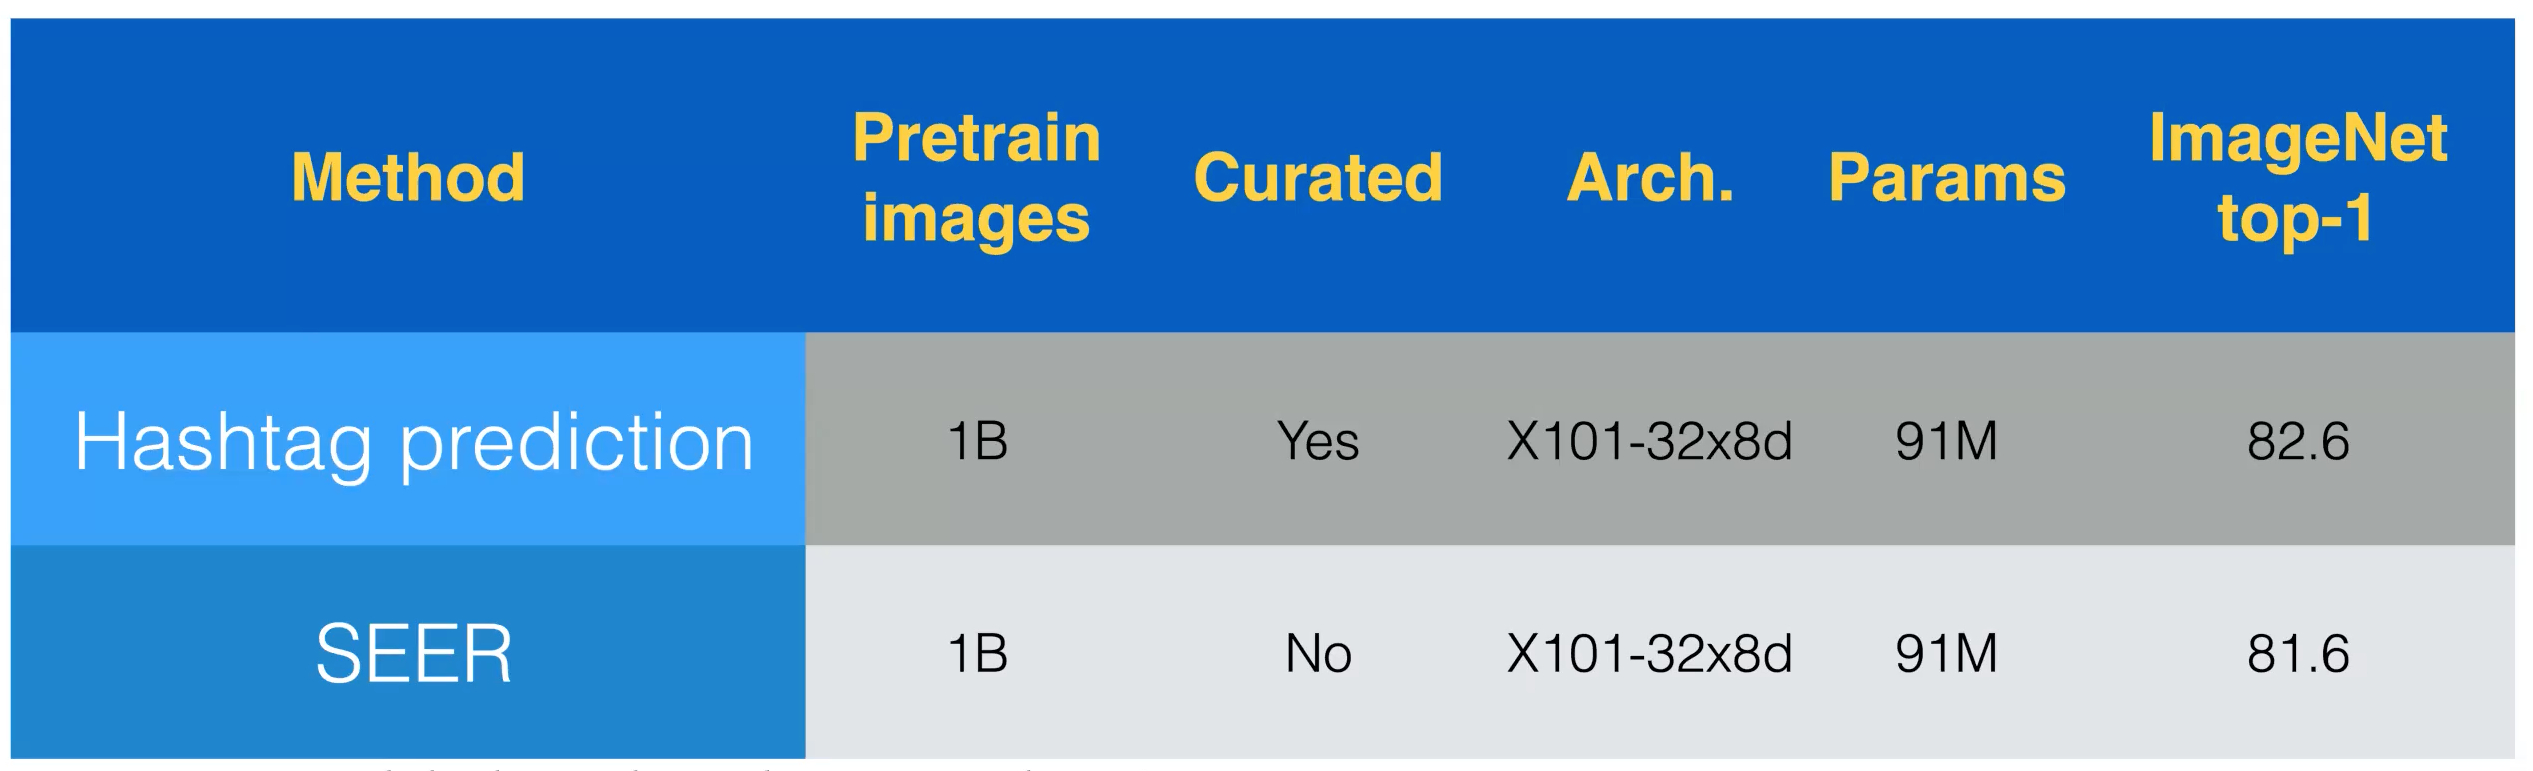 Method Pretrain images Curated Arch. Params ImageNet top-1
Hashtag prediction 1B Yes X101-32x8d 91M 82.6
SEER 1B No X101-32x8d 91M 81.6